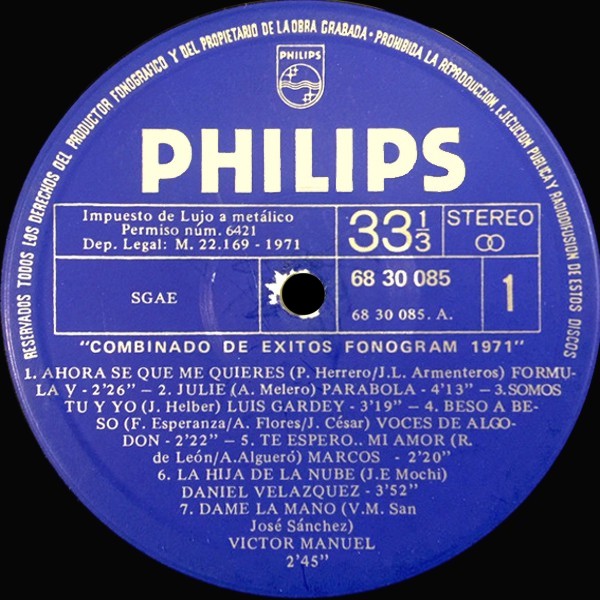 RESERVADOS TODOS LOS DERECHOS DEL PRODUCTOR FONOGRAFICO Y DEL PROPIETARIO DE LA OBRA GRABADA · PROHIBIDA LA REPRODUCCION, EJECUCION PUBLICA Y RADIODIFUSION DE ESTOS DISCOS
PHILIPS
PHILIPS
Impuesto de Lujo a metálico
Permiso núm. 6421
Dep. Legal: M. 22.169 - 1971
33 1/3
STEREO
SGAE
68 30 085
68 30 085. A.
1
"COMBINADO DE EXITOS FONOGRAM 1971"
1. AHORA SE QUE ME QUIERES (P. Herrero/J.L. Armenteros) FORMU-
LA y - 2'26" – 2. JULIE (A. Melero) PARABOLA - 4'13" – 3. SOMOS
TU Y YO (J. Helber) LUIS GARDEY - 3'19" – 4. BESO A BE-
SO (F. Esperanza/A. Flores/J. César) VOCES DE ALGO-
DON - 2'22" – 5. TE ESPERO.. MI AMOR (R.
de León/A. Algueró) MARCOS - 2'20"
6. LA HIJA DE LA NUBE (J.E Mochi)
DANIEL VELAZQUEZ - 3'52"
7. DAME LA MANO (V.M. San
José Sánchez)
VICTOR MANUEL
2'45"